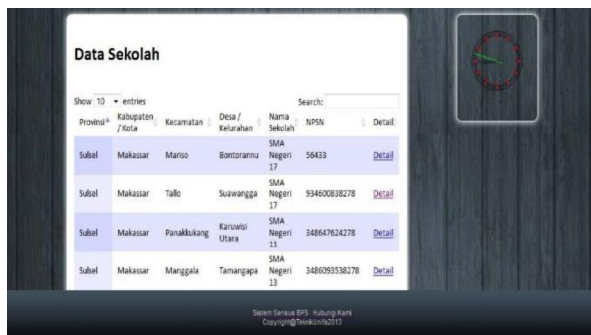 Data Sekolah
Show 10 entries
Search:
Provinsi Kabupaten /Kota Kecamatan Desa / Kelurahan Nama Sekolah NPSN Detail
Sulsel Makassar Mariso Bontorannu SMA Negeri 17 56433 Detail
Sulsel Makassar Tallo Suawangga SMA Negeri 17 934600838278 Detail
Sulsel Makassar Panakkukang Karuwisi Utara SMA Negeri 11 348647624278 Detail
Sulsel Makassar Manggala Tamangapa SMA Negeri 13 3486093538278 Detail
Sistem Sensus BPS : Hubungi Kami
Copyright@TeknikUnifa2013